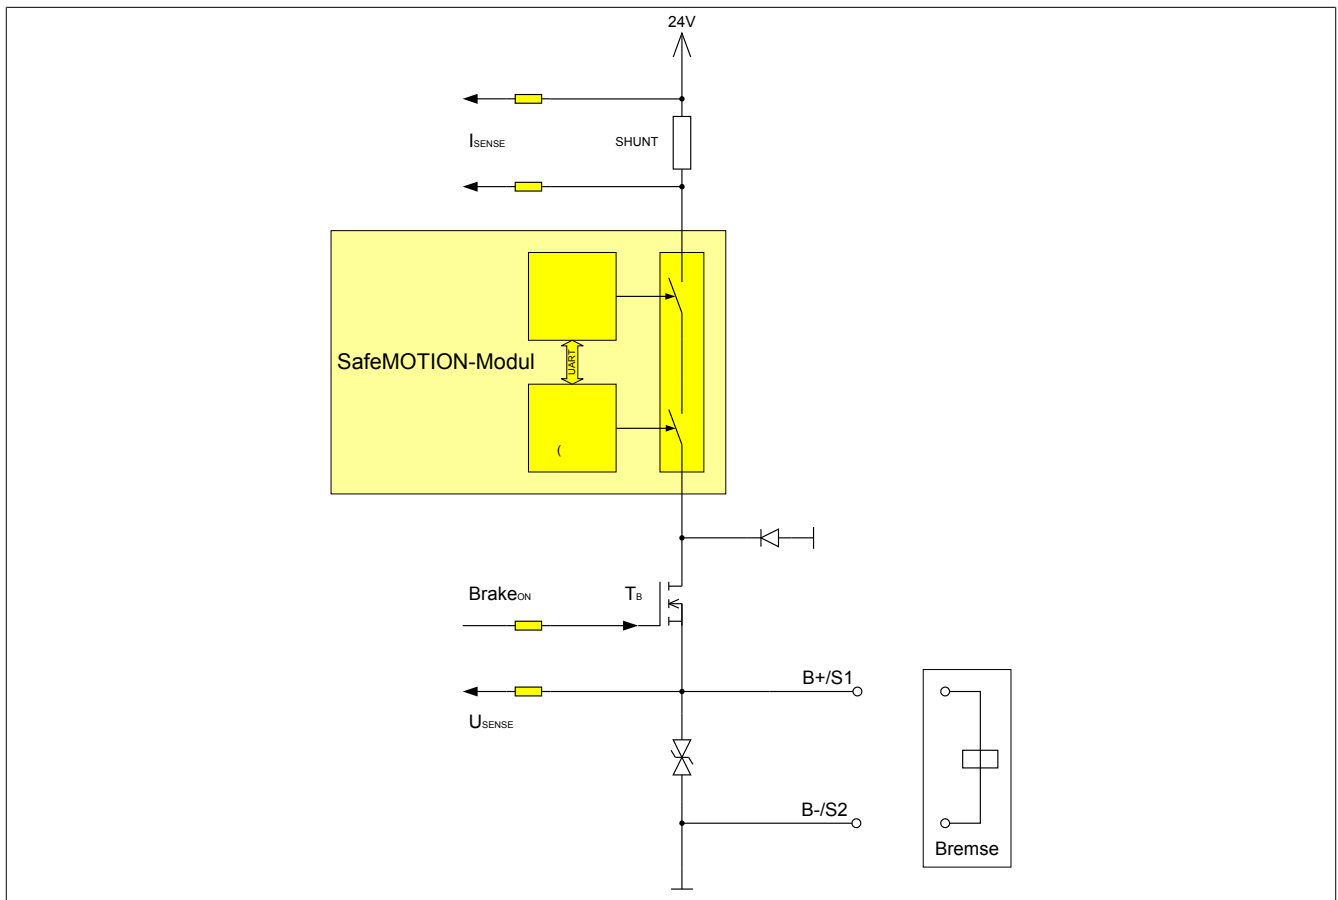 24V
ISENSE
SHUNT
SafeMOTION-Modul
UART
(
BrakeON
TB
B+/S1
USENSE
B-/S2
Bremse